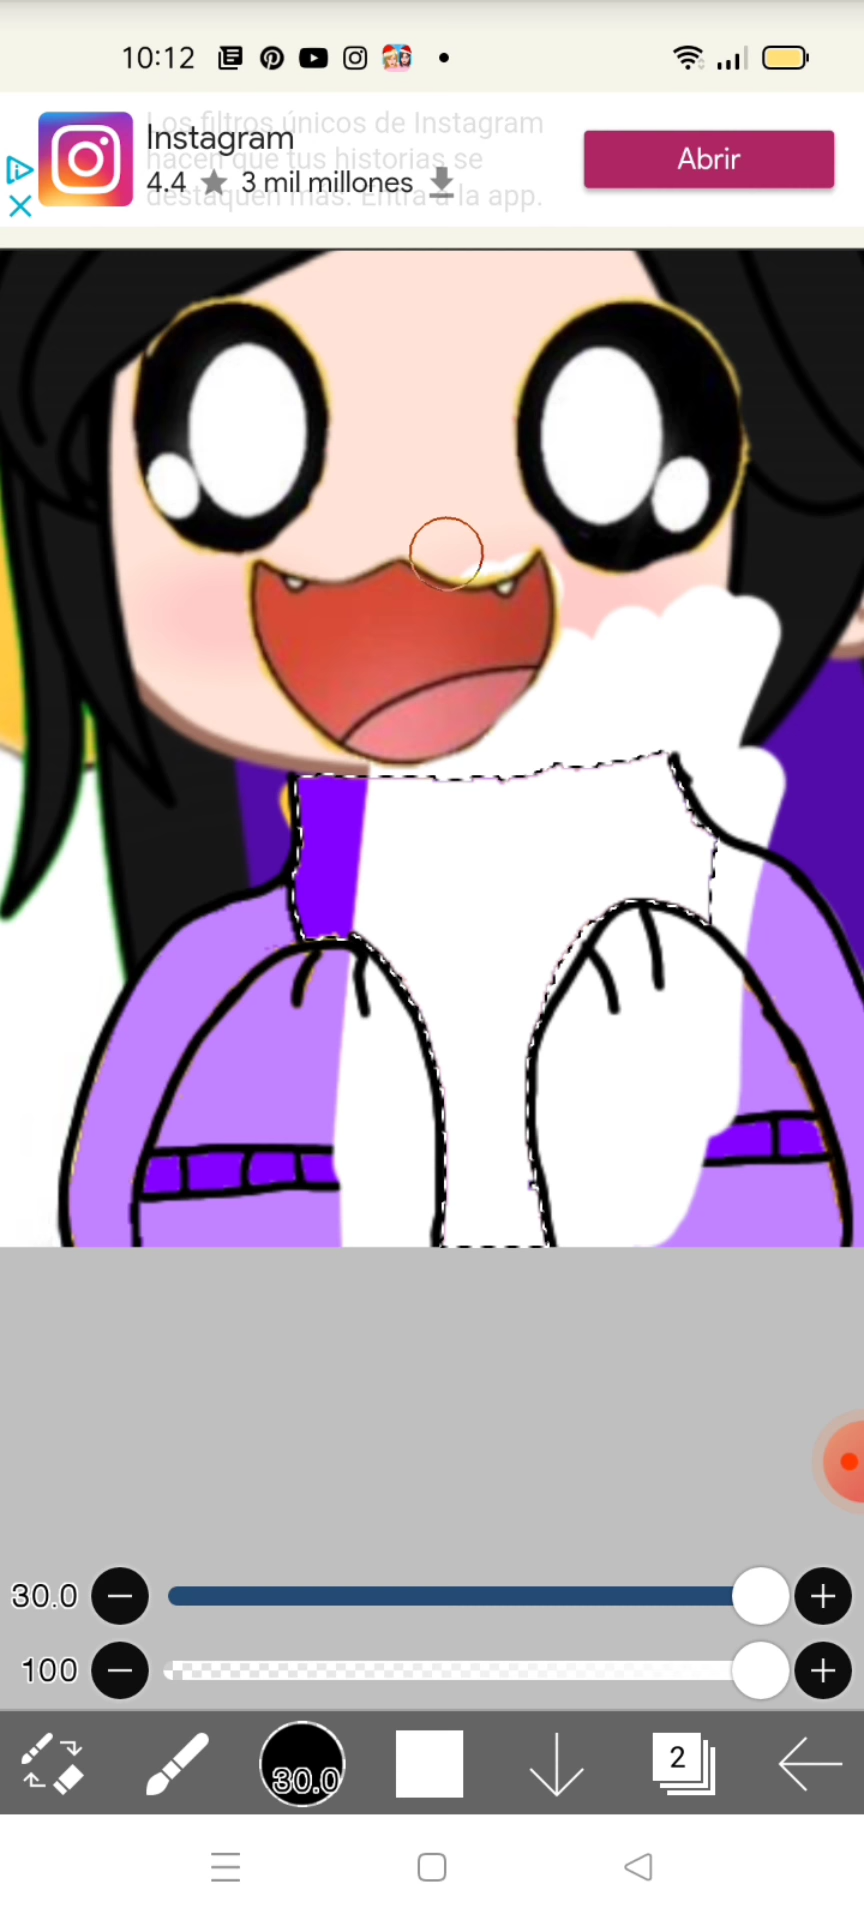 10:12
Los filtros únicos de Instagram
Instagram
hacen que tus historias se
4.4 ★ 3 mil millones
destaquen más. Entra a la app.
Abrir
30.0
100
30.0
2